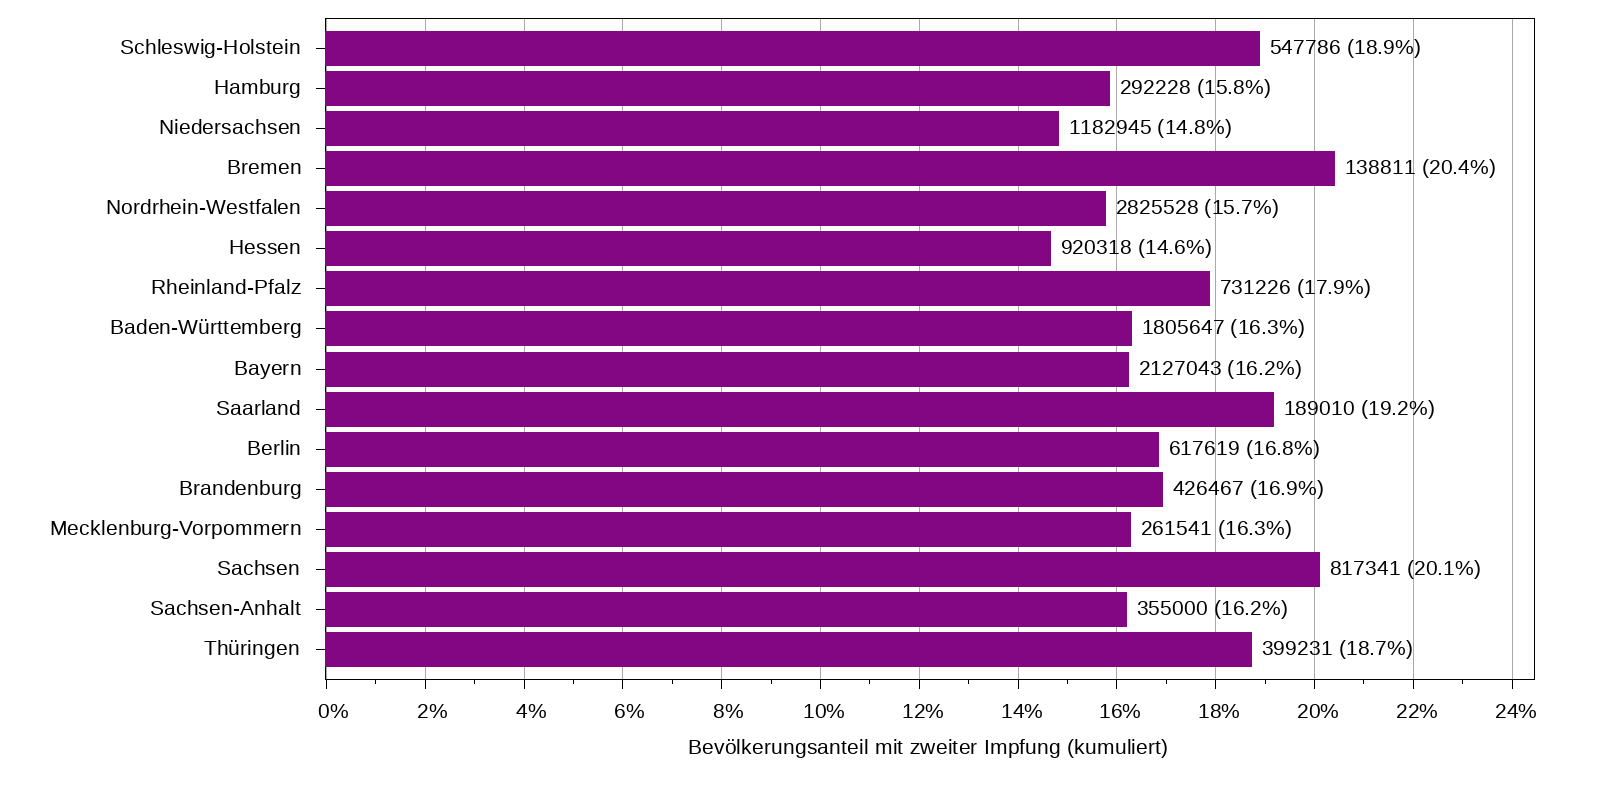 Schleswig-Holstein 547786 (18.9%)
Hamburg 292228 (15.8%)
Niedersachsen 1182945 (14.8%)
Bremen 138811 (20.4%)
Nordrhein-Westfalen 2825528 (15.7%)
Hessen 920318 (14.6%)
Rheinland-Pfalz 731226 (17.9%)
Baden-Württemberg 1805647 (16.3%)
Bayern 2127043 (16.2%)
Saarland 189010 (19.2%)
Berlin 617619 (16.8%)
Brandenburg 426467 (16.9%)
Mecklenburg-Vorpommern 261541 (16.3%)
Sachsen 817341 (20.1%)
Sachsen-Anhalt 355000 (16.2%)
Thüringen 399231 (18.7%)
0% 2% 4% 6% 8% 10% 12% 14% 16% 18% 20% 22% 24%
Bevölkerungsanteil mit zweiter Impfung (kumuliert)